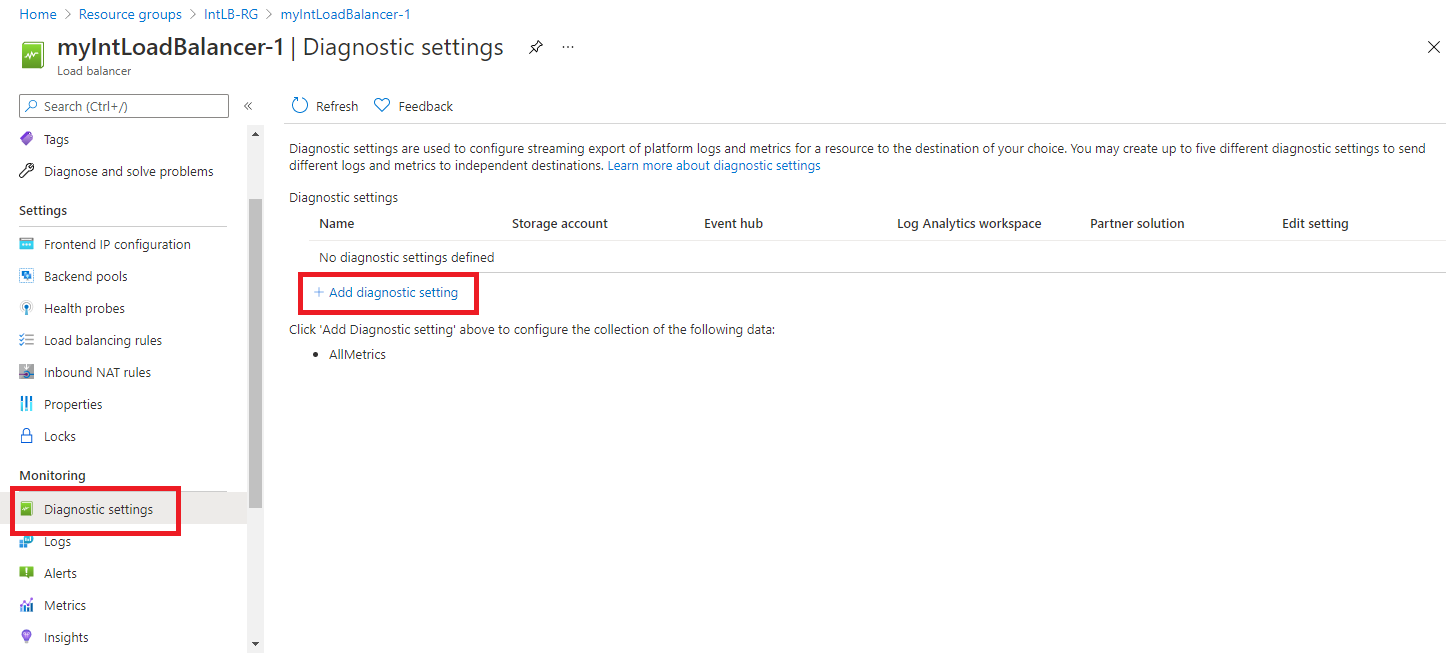 Home > Resource groups > IntLB-RG > myIntLoadBalancer-1
myIntLoadBalancer-1 | Diagnostic settings ...
Load balancer
Search (Ctrl+/) «
Tags
Diagnose and solve problems
Settings
Frontend IP configuration
Backend pools
Health probes
Load balancing rules
Inbound NAT rules
Properties
Locks
Monitoring
Diagnostic settings
Logs
Alerts
Metrics
Insights
Refresh Feedback
Diagnostic settings are used to configure streaming export of platform logs and metrics for a resource to the destination of your choice. You may create up to five different diagnostic settings to send
different logs and metrics to independent destinations. Learn more about diagnostic settings
Diagnostic settings
Name Storage account Event hub Log Analytics workspace Partner solution Edit setting
No diagnostic settings defined
+ Add diagnostic setting
Click 'Add Diagnostic setting' above to configure the collection of the following data:
• AllMetrics